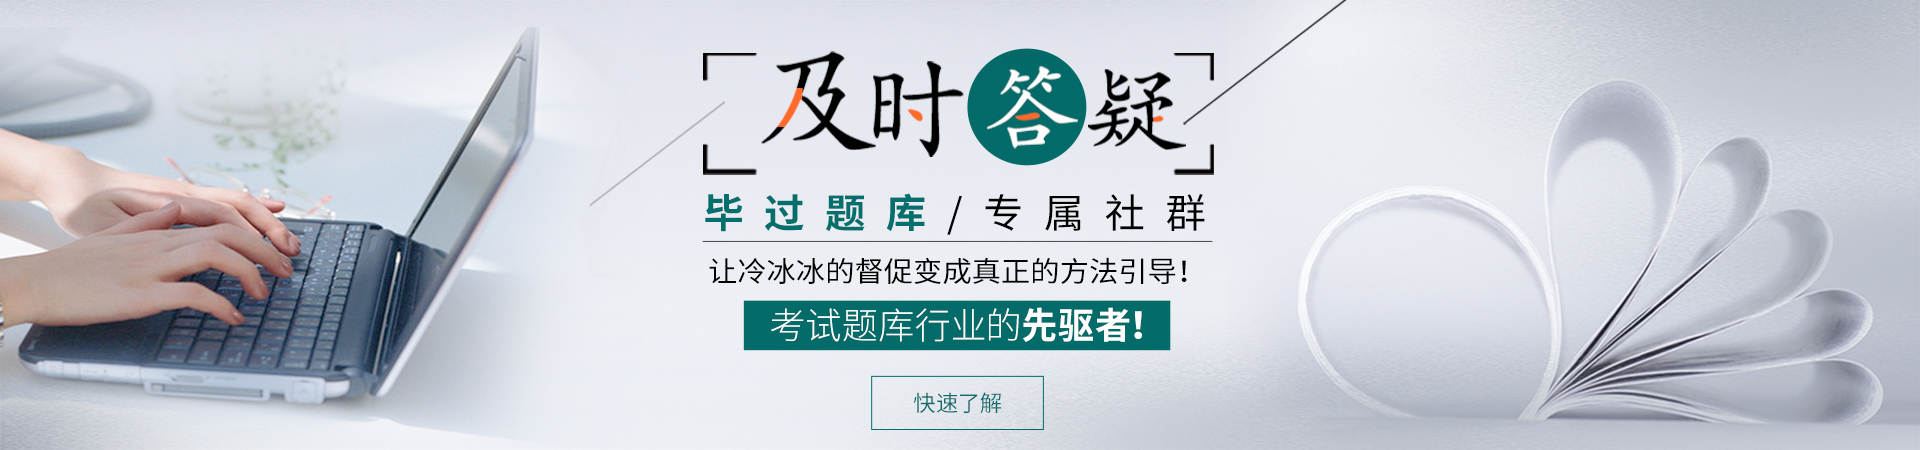 及时答疑
毕过题库/专属社群
让冷冰冰的督促变成真正的方法引导！
考试题库行业的先驱者！
快速了解